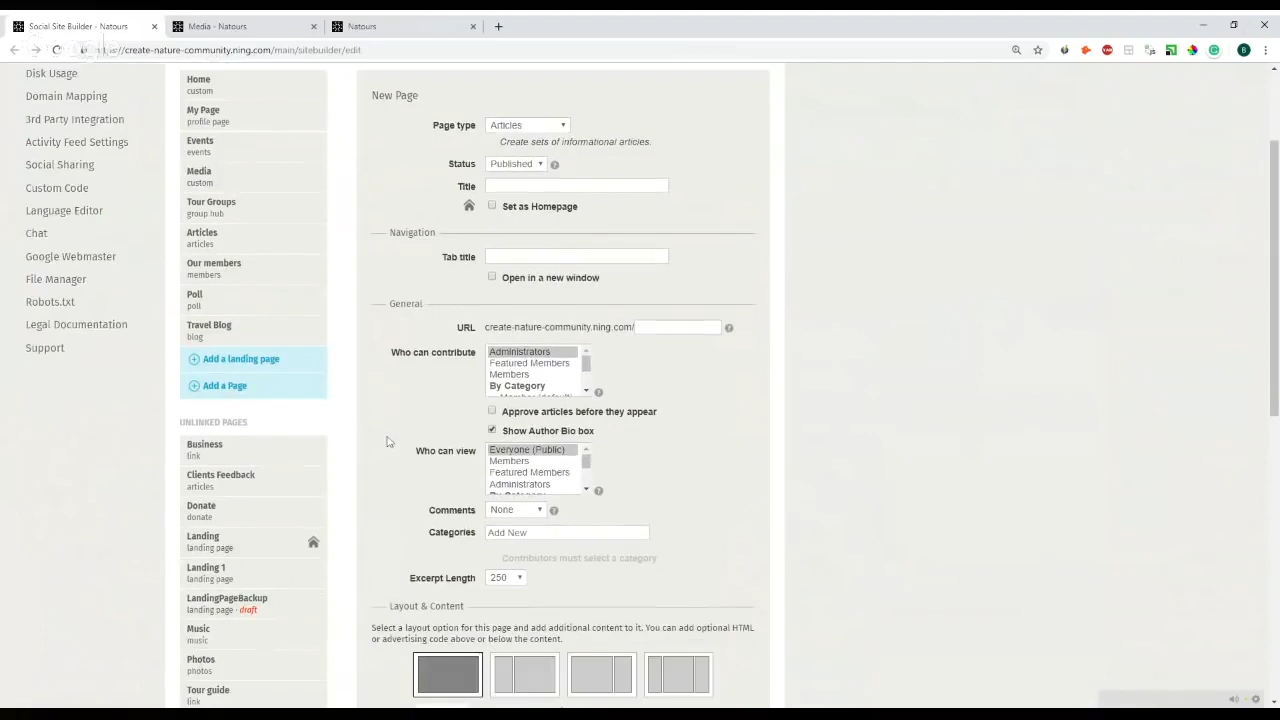 Social Site Builder - Natours
Media - Natours
Natours
create-nature-community.ning.com/main/sitebuilder/edit
Disk Usage
Domain Mapping
3rd Party Integration
Activity Feed Settings
Social Sharing
Custom Code
Language Editor
Chat
Google Webmaster
File Manager
Robots.txt
Legal Documentation
Support
Home
custom
My Page
profile page
Events
events
Media
custom
Tour Groups
group hub
Articles
articles
Our members
members
Poll
poll
Travel Blog
blog
Add a landing page
Add a Page
UNLINKED PAGES
Business
link
Clients Feedback
articles
Donate
donate
Landing
landing page
Landing 1
landing page
LandingPageBackup
landing page - draft
Music
music
Photos
photos
Tour guide
link
New Page
Page type Articles
Create sets of informational articles.
Status Published
Title
Set as Homepage
Navigation
Tab title
Open in a new window
General
URL create-nature-community.ning.com/
Who can contribute
Administrators
Featured Members
Members
By Category
Approve articles before they appear
Show Author Bio box
Who can view
Everyone (Public)
Members
Featured Members
Administrators
Comments None
Categories Add New
Contributors must select a category
Excerpt Length 250
Layout & Content
Select a layout option for this page and add additional content to it. You can add optional HTML
or advertising code above or below the content.